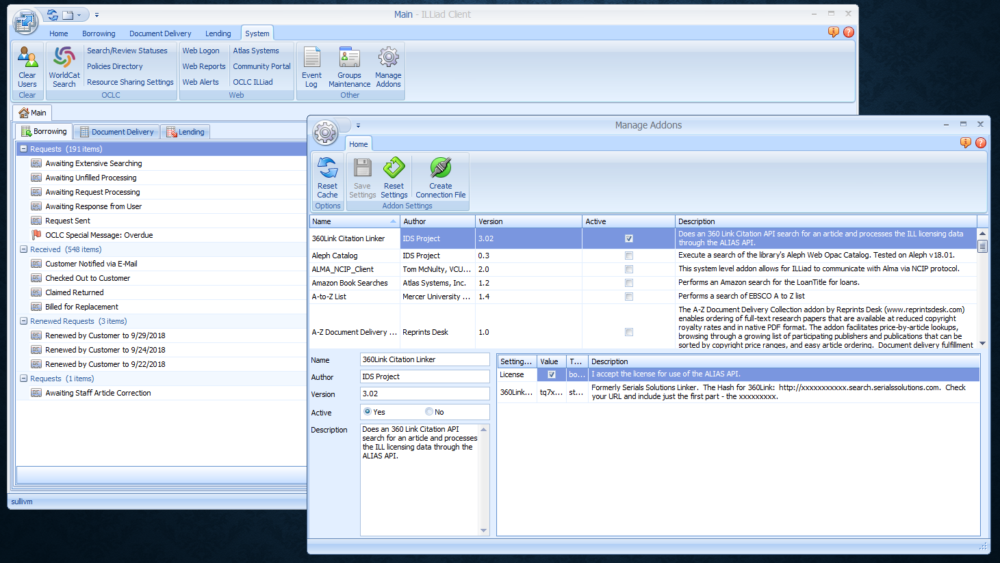 Main - ILLiad Client
Home Borrowing Document Delivery Lending System
Clear Users
Clear
WorldCat Search
Search/Review Statuses
Policies Directory
Resource Sharing Settings
OCLC
Web Logon
Web Reports
Web Alerts
Atlas Systems
Community Portal
OCLC ILLiad
Web
Event Log
Groups Maintenance
Manage Addons
Other
Main
Borrowing Document Delivery Lending
Requests (191 items)
Awaiting Extensive Searching
Awaiting Unfilled Processing
Awaiting Request Processing
Awaiting Response from User
Request Sent
OCLC Special Message: Overdue
Received (548 items)
Customer Notified via E-Mail
Checked Out to Customer
Claimed Returned
Billed for Replacement
Renewed Requests (3 items)
Renewed by Customer to 9/29/2018
Renewed by Customer to 9/24/2018
Renewed by Customer to 9/22/2018
Requests (1 items)
Awaiting Staff Article Correction
sullivm
Manage Addons
Home
Reset Cache
Options
Save Settings
Reset Settings
Create Connection File
Addon Settings
Name Author Version Active Description
360Link Citation Linker IDS Project 3.02 Does an 360 Link Citation API search for an article and processes the ILL licensing data
through the ALIAS API.
Aleph Catalog IDS Project 0.3 Execute a search of the library's Aleph Web Opac Catalog. Tested on Aleph v18.01.
ALMA_NCIP_Client Tom McNulty, VCU... 2.0 This system level addon allows for ILLiad to communicate with Alma via NCIP protocol.
Amazon Book Searches Atlas Systems, Inc. 1.2 Performs an Amazon search for the LoanTitle for loans.
A-to-Z List Mercer University ... 1.4 Performs a search of EBSCO A to Z list
A-Z Document Delivery ... Reprints Desk 1.0 The A-Z Document Delivery Collection addon by Reprints Desk (www.reprintsdesk.com)
enables ordering of full-text research papers that are available at reduced copyright
royalty rates and in native PDF format. The addon facilitates price-by-article lookups,
browsing through a growing list of participating publishers and publications that can be
sorted by copyright price ranges, and easy article ordering. Document delivery fulfillment
Name 360Link Citation Linker
Author IDS Project
Version 3.02
Active Yes No
Description Does an 360 Link Citation API
search for an article and processes
the ILL licensing data through the
ALIAS API.
Setting... Value T... Description
License bo... I accept the license for use of the ALIAS API.
360Link... tq7x... st... Formerly Serials Solutions Linker. The Hash for 360Link: http://xxxxxxxxxxx.search.serialssolutions.com. Check
your URL and include just the first part - the xxxxxxxxx.